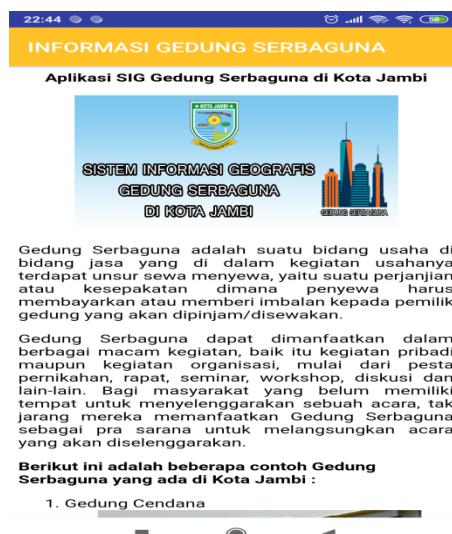 22:44
58
INFORMASI GEDUNG SERBAGUNA
Aplikasi SIG Gedung Serbaguna di Kota Jambi
KOTA JAMBI
SISTEM INFORMASI GEOGRAFIS
GEDUNG SERBAGUNA
DI KOTA JAMBI
GEDUNG SERBAGUNA
Gedung Serbaguna adalah suatu bidang usaha di
bidang jasa yang di dalam kegiatan usahanya
terdapat unsur sewa menyewa, yaitu suatu perjanjian
atau kesepakatan dimana penyewa harus
membayarkan atau memberi imbalan kepada pemilik
gedung yang akan dipinjam/disewakan.
Gedung Serbaguna dapat dimanfaatkan dalam
berbagai macam kegiatan, baik itu kegiatan pribadi
maupun kegiatan organisasi, mulai dari pesta
pernikahan, rapat, seminar, workshop, diskusi dan
lain-lain. Bagi masyarakat yang belum memiliki
tempat untuk menyelenggarakan sebuah acara, tak
jarang mereka memanfaatkan Gedung Serbaguna
sebagai pra sarana untuk melangsungkan acara
yang akan diselenggarakan.
Berikut ini adalah beberapa contoh Gedung
Serbaguna yang ada di Kota Jambi :
1. Gedung Cendana